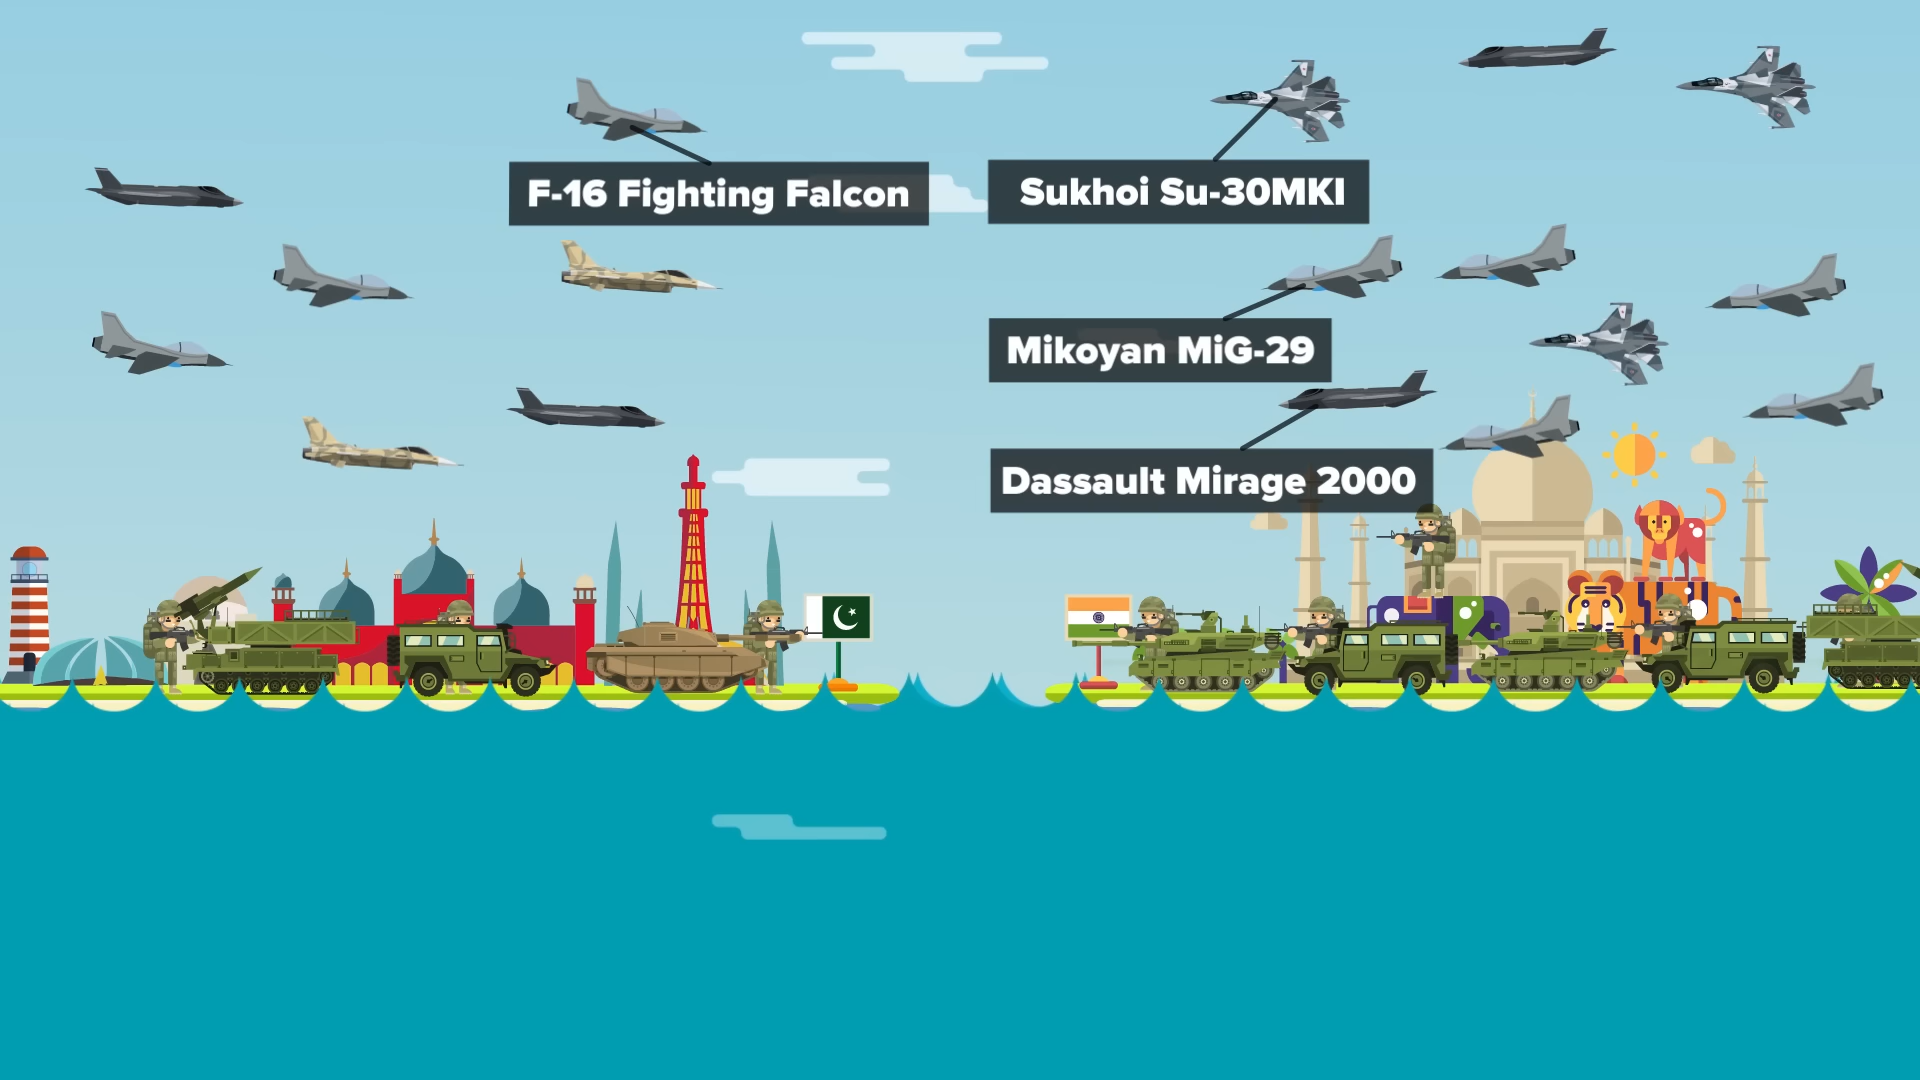 F-16 Fighting Falcon
Sukhoi Su-30MKI
Mikoyan MiG-29
Dassault Mirage 2000